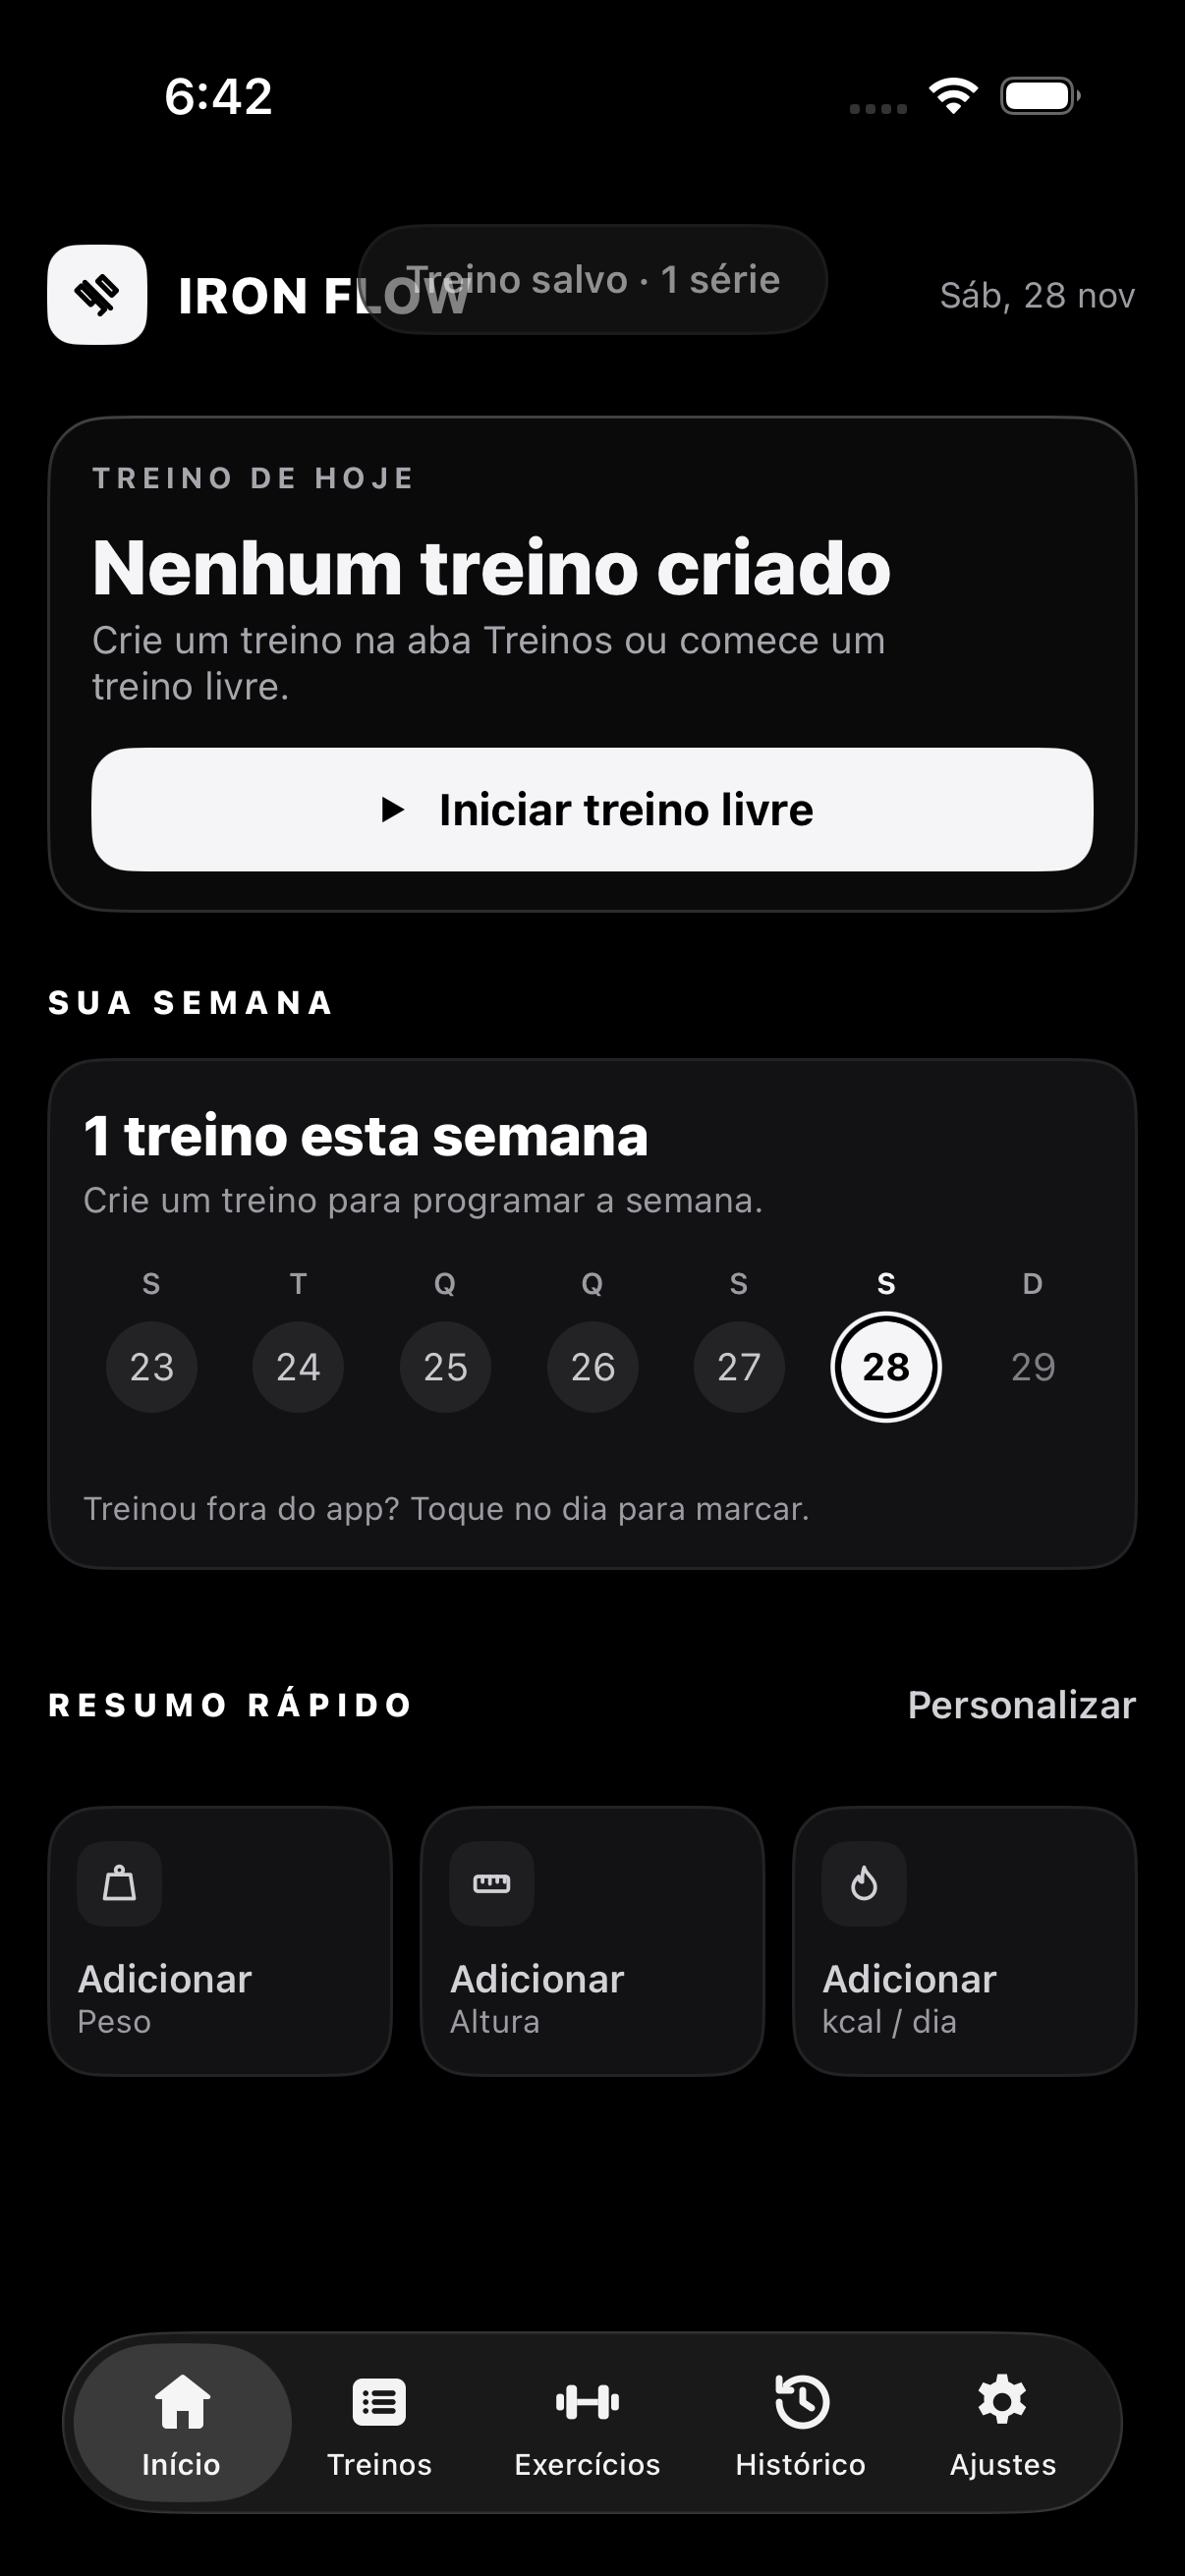 6:42
IRON FLOW
Treino salvo · 1 série
Sáb, 28 nov
TREINO DE HOJE
Nenhum treino criado
Crie um treino na aba Treinos ou comece um
treino livre.
Iniciar treino livre
SUA SEMANA
1 treino esta semana
Crie um treino para programar a semana.
S T Q Q S S D
23 24 25 26 27 28 29
Treinou fora do app? Toque no dia para marcar.
RESUMO RÁPIDO Personalizar
Adicionar Adicionar Adicionar
Peso Altura kcal / dia
Início Treinos Exercícios Histórico Ajustes